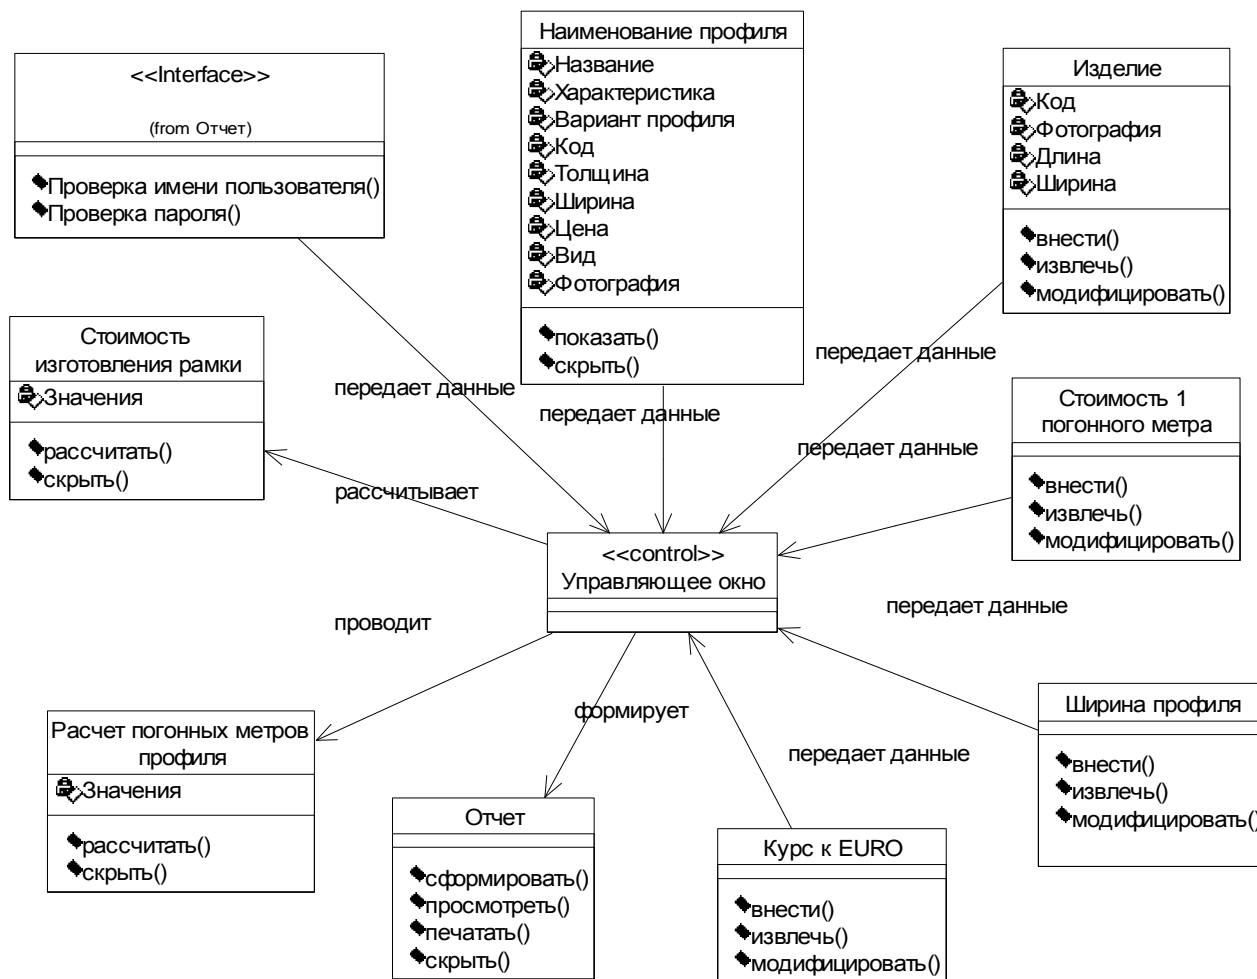 <<Interface>>
(from Отчет)
Проверка имени пользователя()
Проверка пароля()
Наименование профиля
Название
Характеристика
Вариант профиля
Код
Толщина
Ширина
Цена
Вид
Фотография
показать()
скрыть()
Изделие
Код
Фотография
Длина
Ширина
внести()
извлечь()
модифицировать()
Стоимость
изготовления рамки
Значения
рассчитать()
скрыть()
передает данные
передает данные
передает данные
Стоимость 1
погонного метра
внести()
извлечь()
модифицировать()
передает данные
рассчитывает
<<control>>
Управляющее окно
проводит
передает данные
Расчет погонных метров
профиля
Значения
рассчитать()
скрыть()
формирует
передает данные
Ширина профиля
внести()
извлечь()
модифицировать()
Отчет
сформировать()
просмотреть()
печатать()
скрыть()
Курс к EURO
внести()
извлечь()
модифицировать()